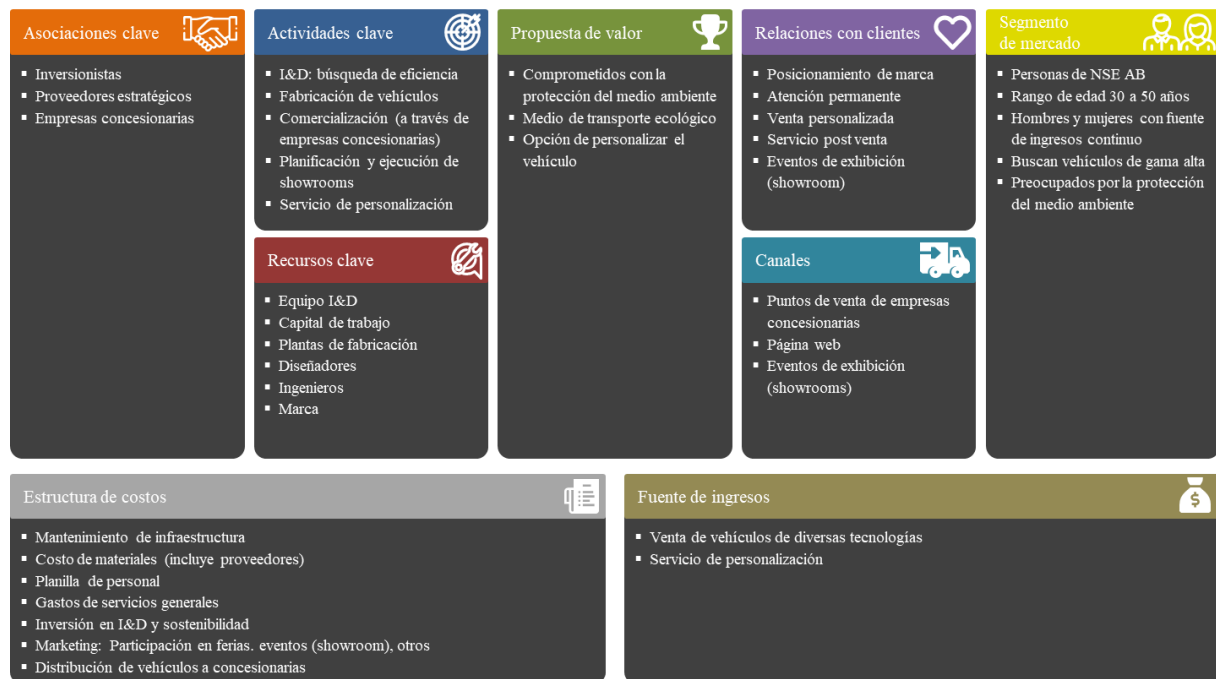 Asociaciones clave
▪ Inversionistas
▪ Proveedores estratégicos
▪ Empresas concesionarias
Actividades clave
▪ I&D: búsqueda de eficiencia
▪ Fabricación de vehículos
▪ Comercialización (a través de
empresas concesionarias)
▪ Planificación y ejecución de
showrooms
▪ Servicio de personalización
Recursos clave
▪ Equipo I&D
▪ Capital de trabajo
▪ Plantas de fabricación
▪ Diseñadores
▪ Ingenieros
▪ Marca
Propuesta de valor
▪ Comprometidos con la
protección del medio ambiente
▪ Medio de transporte ecológico
▪ Opción de personalizar el
vehículo
Relaciones con clientes
▪ Posicionamiento de marca
▪ Atención permanente
▪ Venta personalizada
▪ Servicio post venta
▪ Eventos de exhibición
(showroom)
Canales
▪ Puntos de venta de empresas
concesionarias
▪ Página web
▪ Eventos de exhibición
(showrooms)
Segmento
de mercado
▪ Personas de NSE AB
▪ Rango de edad 30 a 50 años
▪ Hombres y mujeres con fuente
de ingresos continuo
▪ Buscan vehículos de gama alta
▪ Preocupados por la protección
del medio ambiente
Estructura de costos
▪ Mantenimiento de infraestructura
▪ Costo de materiales (incluye proveedores)
▪ Planilla de personal
▪ Gastos de servicios generales
▪ Inversión en I&D y sostenibilidad
▪ Marketing: Participación en ferias. eventos (showroom), otros
▪ Distribución de vehículos a concesionarias
Fuente de ingresos
$
▪ Venta de vehículos de diversas tecnologías
▪ Servicio de personalización